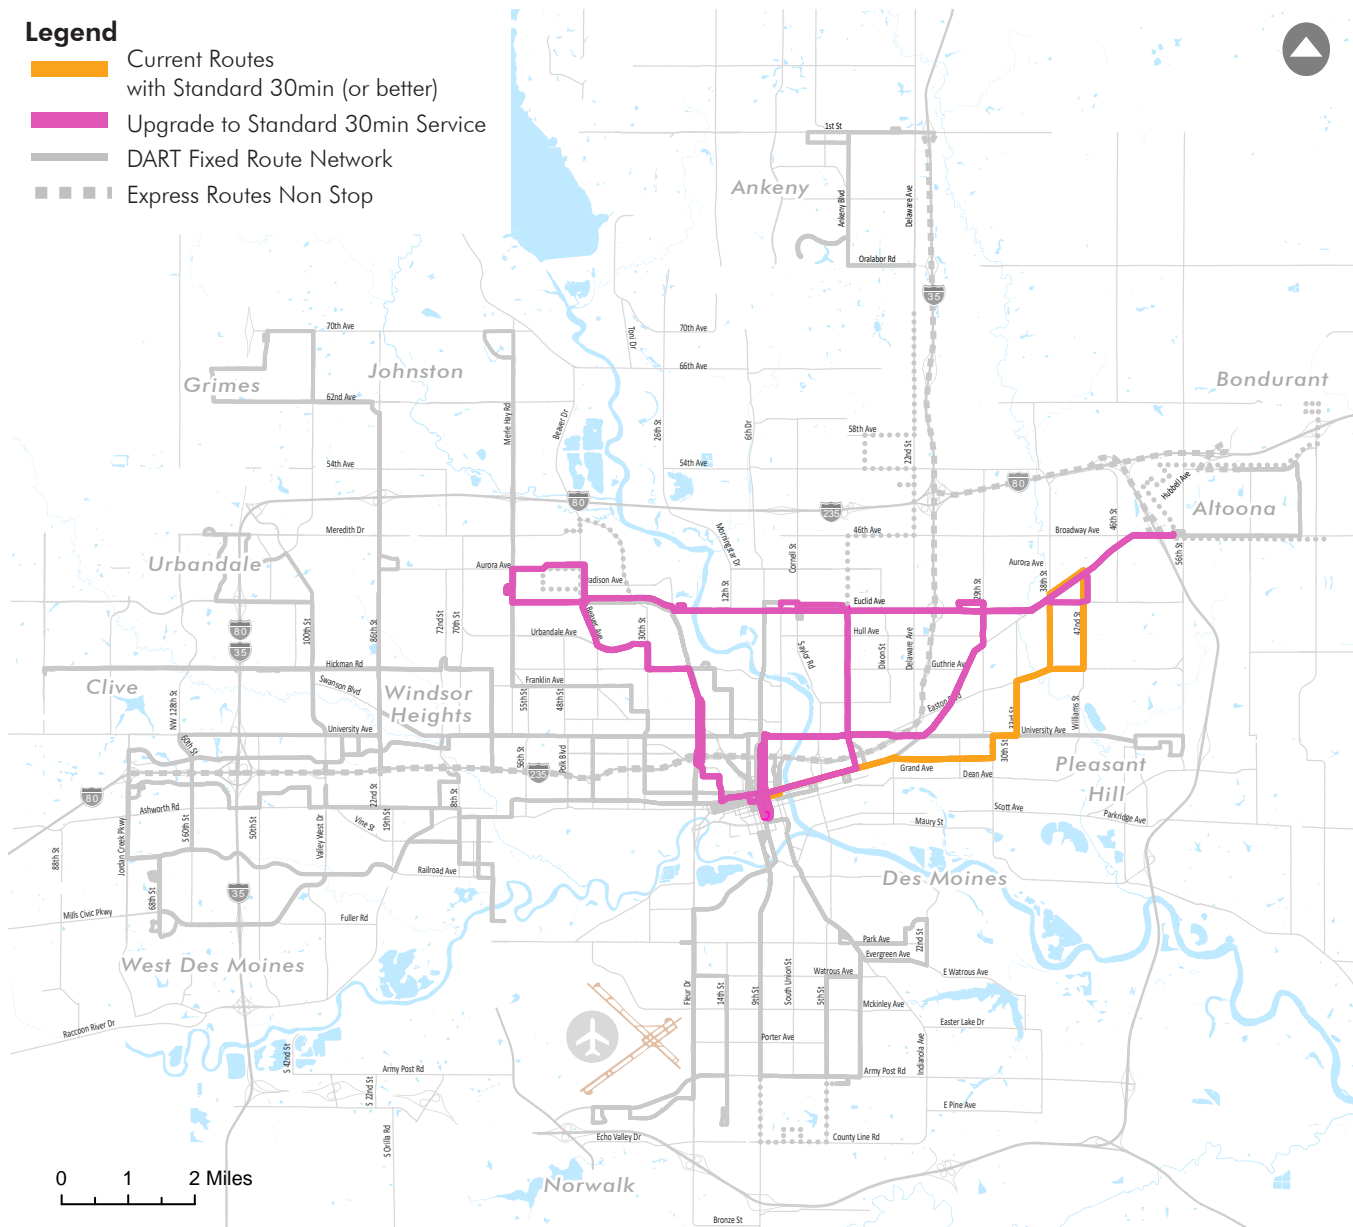 Legend
Current Routes
with Standard 30min (or better)
Upgrade to Standard 30min Service
DART Fixed Route Network
Express Routes Non Stop
1st St
Ankeny
Ankeny Blvd
Delaware Ave
Oralabor Rd
35
70th Ave
Toni Dr
70th Ave
66th Ave
Grimes
Johnston
Bondurant
62nd Ave
Merle Hay Rd
Beaver Dr
26th St
6th Dr
58th Ave
22nd St
54th Ave
54th Ave
80
80
235
Hubbell Ave
Altoona
46th St
Meredith Dr
Morningstar Dr
46th Ave
Broadway Ave
56th St
Urbandale
Aurora Ave
Cornell St
Aurora Ave
adison Ave
12th St
29th St
38th St
Euclid Ave
80
35
100th St
86th St
72nd St
70th St
Urbandale Ave
Beaver Ave
30th St
Hull Ave
Saylor Rd
Dixon St
Delaware Ave
42nd St
Hickman Rd
Guthrie Ave
Clive
Swanson Blvd
Windsor
Heights
Franklin Ave
55th St
48th St
Easton Blvd
NW 128th St
Williams St
33rd St
University Ave
University Ave
60th St
56th St
Polk Blvd
30th St
235
Grand Ave
Dean Ave
Pleasant
Hill
80
Ashworth Rd
22nd St
8th St
Scott Ave
Parkridge Ave
Maury St
Jordan Creek Pkwy
S 60th St
50th St
Valley West Dr
Vine St
19th St
88th St
Railroad Ave
68th St
35
Des Moines
Mills Civic Pkwy
Fuller Rd
22nd St
Park Ave
Evergreen Ave
West Des Moines
Watrous Ave
E Watrous Ave
Fleur Dr
14th St
9th St
South Union St
5th St
Mckinley Ave
Raccoon River Dr
Easter Lake Dr
Porter Ave
Indianola Ave
S 42nd St
Army Post Rd
Army Post Rd
S 22nd St
E Pine Ave
S Orilla Rd
Echo Valley Dr
County Line Rd
Norwalk
0 1 2 Miles
Bronze St